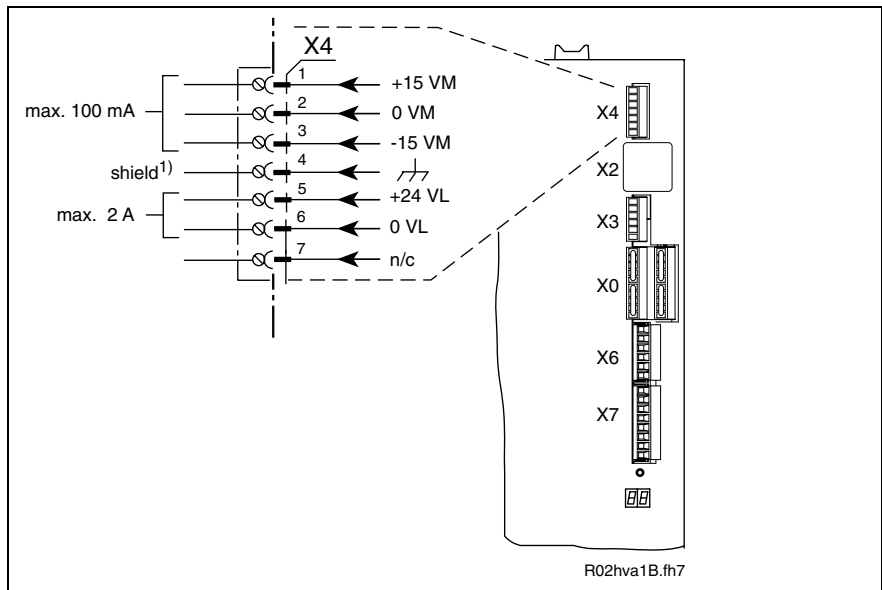 X4
1 +15 VM
max. 100 mA 2 0 VM
3 -15 VM
shield1) 4
5 +24 VL
max. 2 A 6 0 VL
7 n/c
X4
X2
X3
X0
X6
X7
88
R02hva1B.fh7